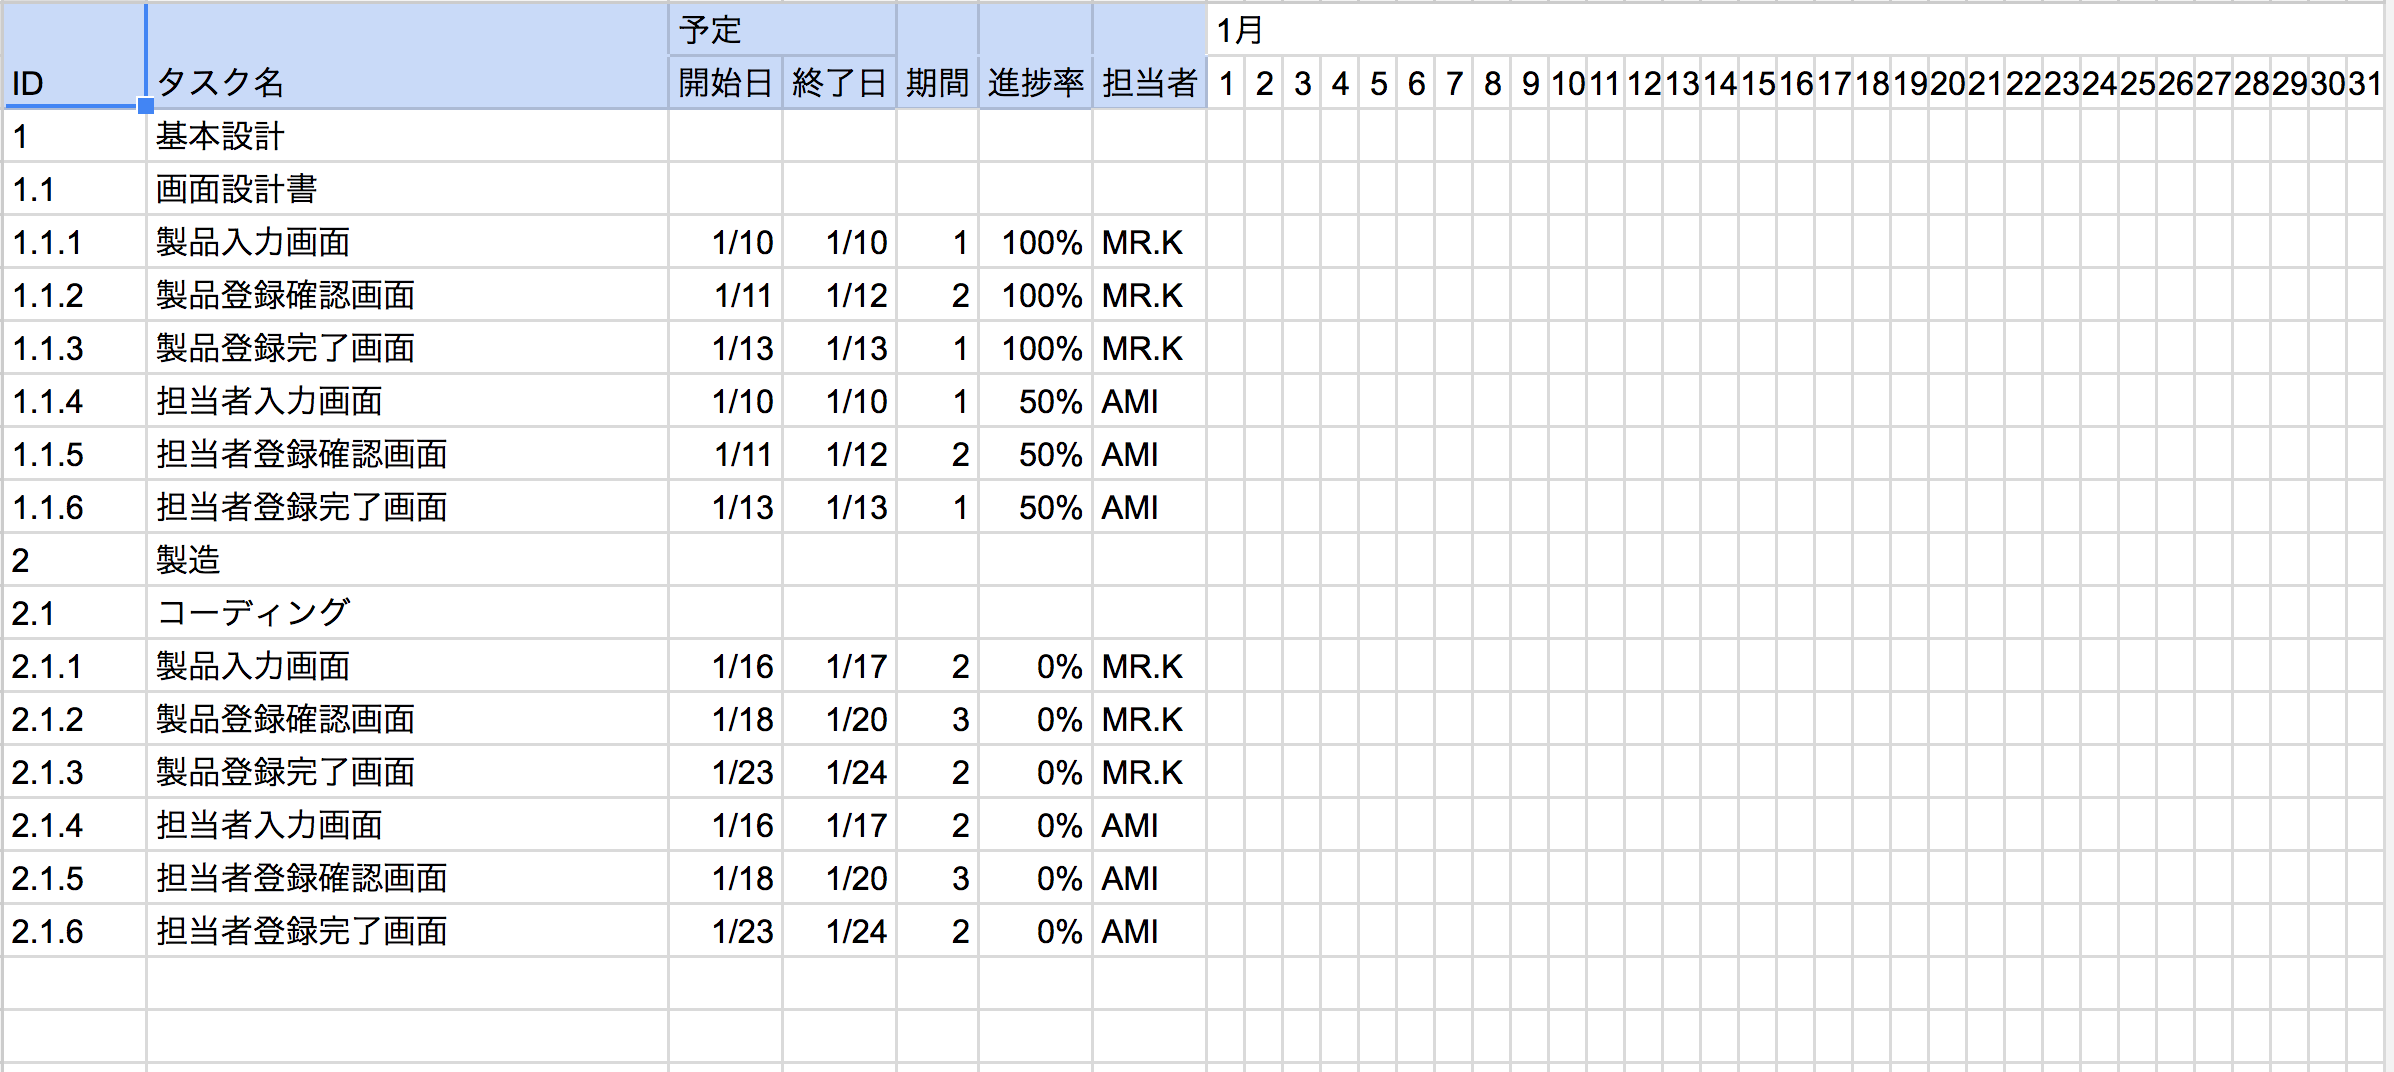 予定 1月
ID タスク名 開始日 終了日 期間 進捗率 担当者 1 2 3 4 5 6 7 8 9 10 11 12 13 14 15 16 17 18 19 20 21 22 23 24 25 26 27 28 29 30 31
1 基本設計
1.1 画面設計書
1.1.1 製品入力画面 1/10 1/10 1 100% MR.K
1.1.2 製品登録確認画面 1/11 1/12 2 100% MR.K
1.1.3 製品登録完了画面 1/13 1/13 1 100% MR.K
1.1.4 担当者入力画面 1/10 1/10 1 50% AMI
1.1.5 担当者登録確認画面 1/11 1/12 2 50% AMI
1.1.6 担当者登録完了画面 1/13 1/13 1 50% AMI
2 製造
2.1 コーディング
2.1.1 製品入力画面 1/16 1/17 2 0% MR.K
2.1.2 製品登録確認画面 1/18 1/20 3 0% MR.K
2.1.3 製品登録完了画面 1/23 1/24 2 0% MR.K
2.1.4 担当者入力画面 1/16 1/17 2 0% AMI
2.1.5 担当者登録確認画面 1/18 1/20 3 0% AMI
2.1.6 担当者登録完了画面 1/23 1/24 2 0% AMI